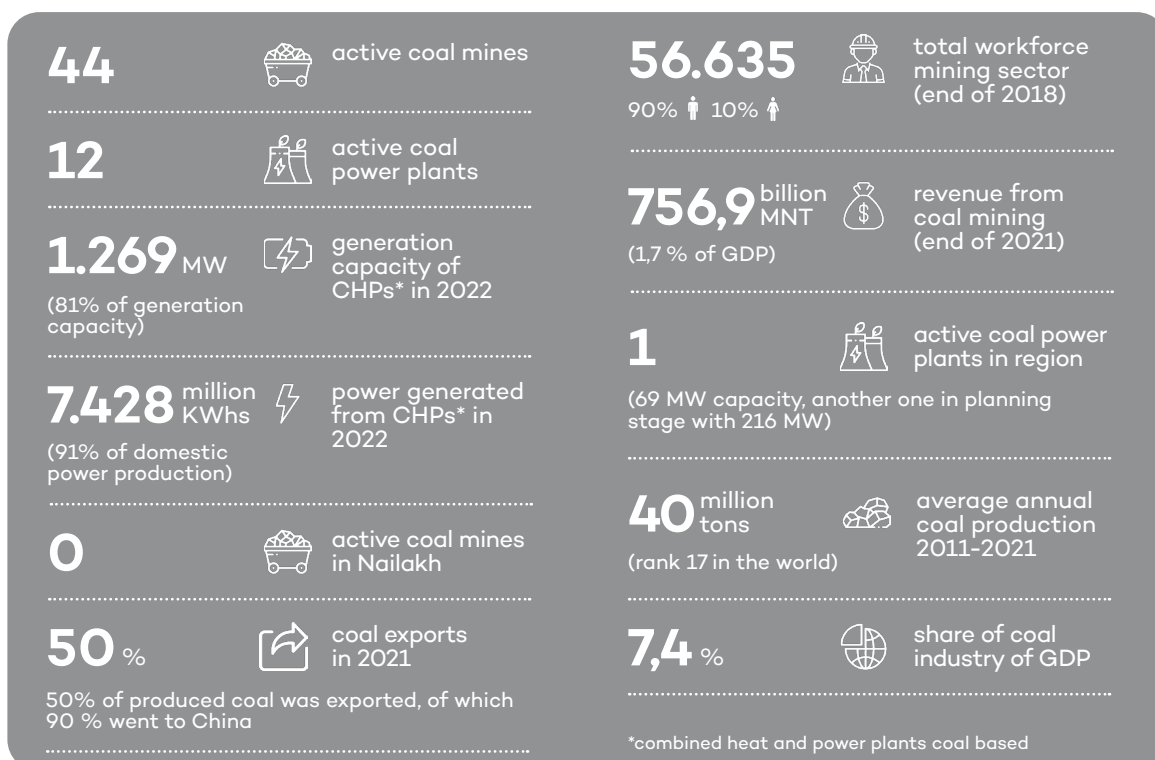 44
active coal mines
12
active coal
power plants
1.269 MW
(81% of generation
capacity)
generation
capacity of
CHPs* in 2022
7.428 million
KWhs
(91% of domestic
power production)
power generated
from CHPs* in
2022
0
active coal mines
in Nailakh
50 %
coal exports
in 2021
50% of produced coal was exported, of which
90 % went to China
56.635
90% 10%
total workforce
mining sector
(end of 2018)
756,9 billion
MNT
(1,7 % of GDP)
revenue from
coal mining
(end of 2021)
1
active coal power
plants in region
(69 MW capacity, another one in planning
stage with 216 MW)
40 million
tons
(rank 17 in the world)
average annual
coal production
2011-2021
7,4 %
share of coal
industry of GDP
*combined heat and power plants coal based